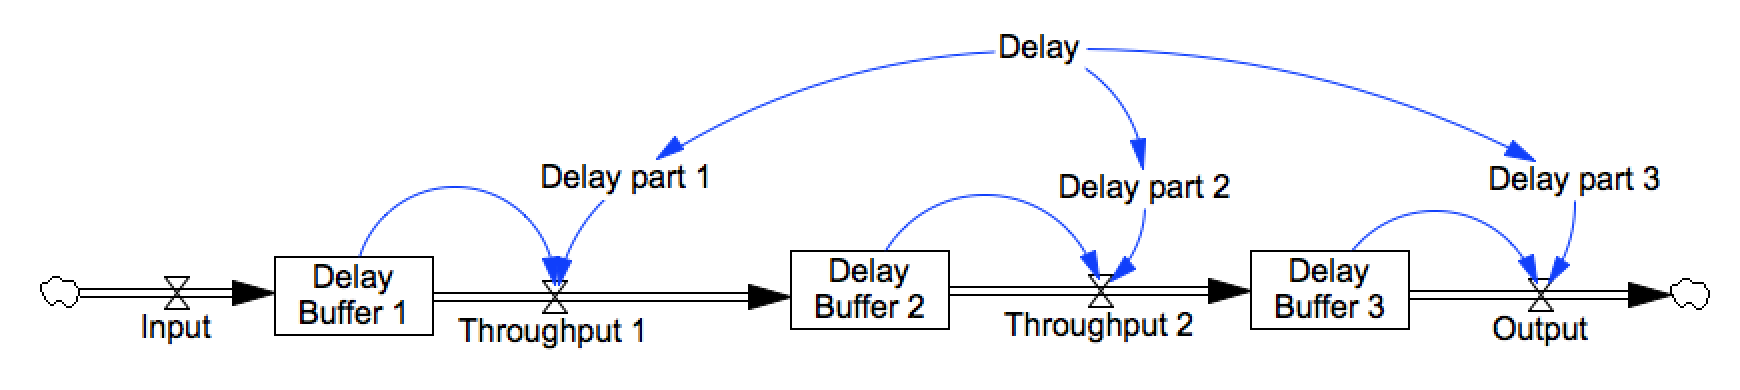 Delay
Delay part 1
Delay part 2
Delay part 3
Delay
Buffer 1
Delay
Buffer 2
Delay
Buffer 3
Input
Throughput 1
Throughput 2
Output